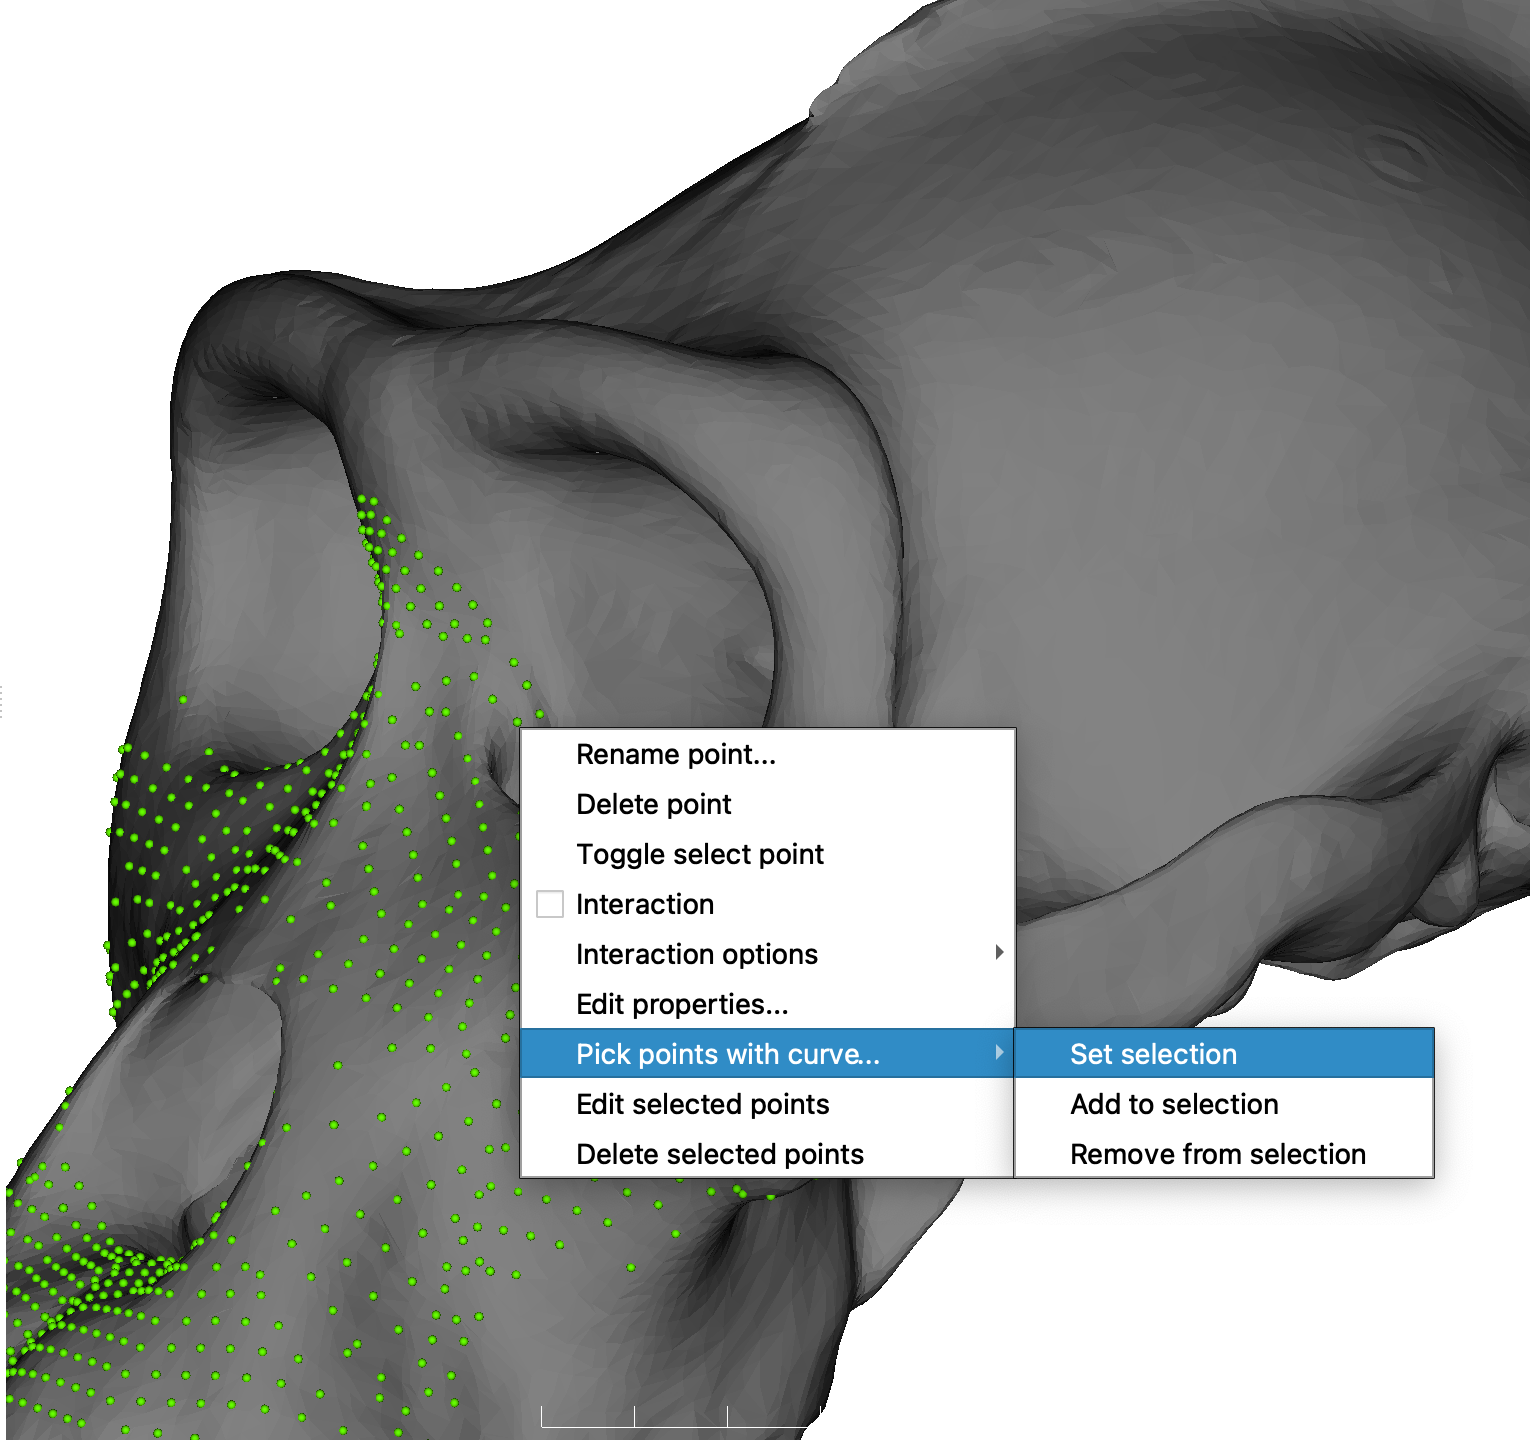 Rename point...
Delete point
Toggle select point
Interaction
Interaction options
Edit properties...
Pick points with curve...
Set selection
Edit selected points
Add to selection
Delete selected points
Remove from selection